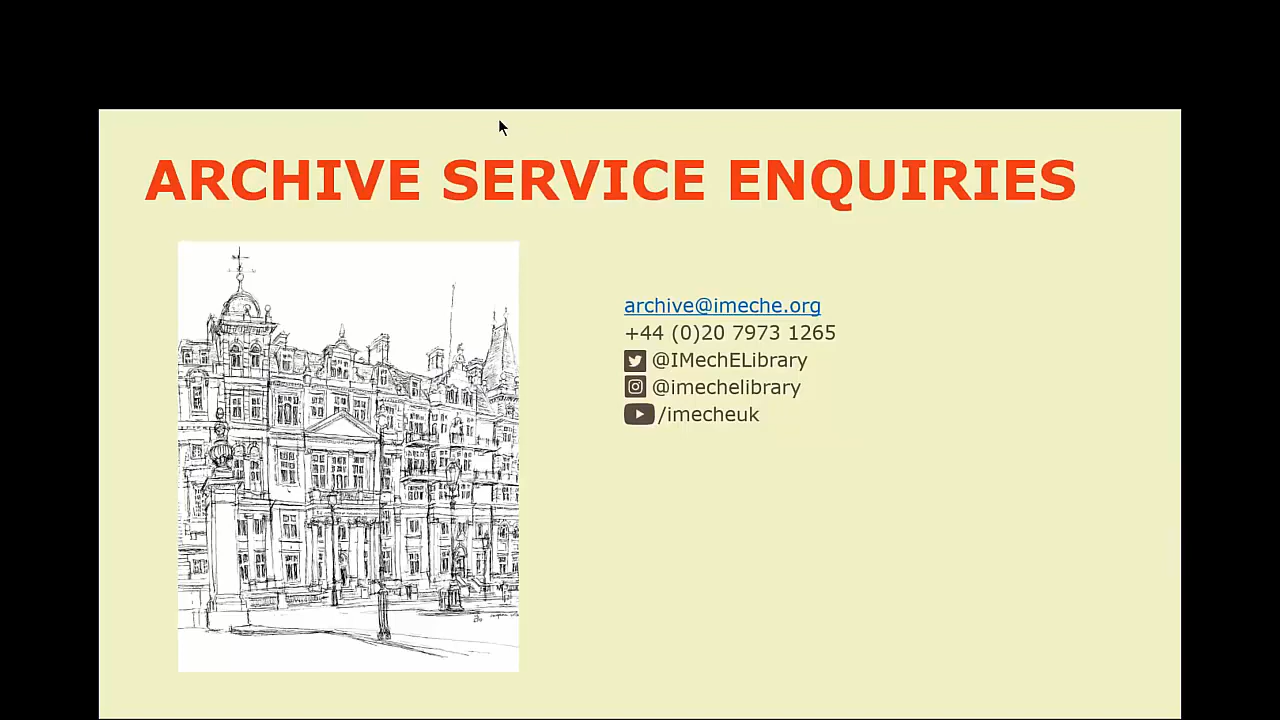 ARCHIVE SERVICE ENQUIRIES
archive@imeche.org
+44 (0)20 7973 1265
@IMechELibrary
@imechelibrary
/imecheuk